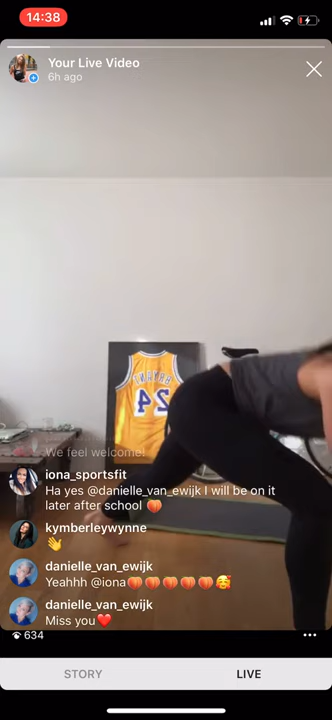 14:38
Your Live Video
6h ago
We feel welcome!
iona_sportsfit
Ha yes @danielle_van_ewijk I will be on it
later after school 🍑
kymberleywynne
👋
danielle_van_ewijk
Yeahhh @iona🍑🍑🍑🍑🍑🥰
danielle_van_ewijk
Miss you❤️
634
STORY
LIVE
24